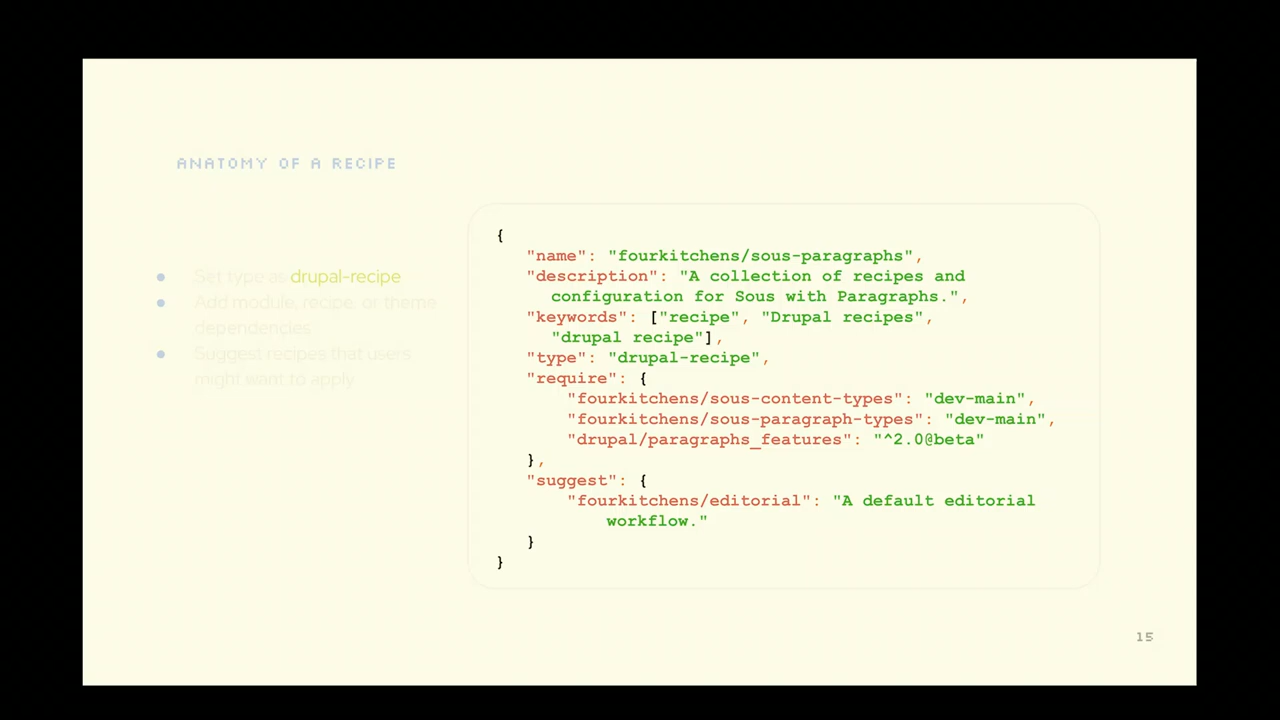 ANATOMY OF A RECIPE
Set type as drupal-recipe
Add module, recipe, or theme
dependencies
Suggest recipes that users
might want to apply
{
"name": "fourkitchens/sous-paragraphs",
"description": "A collection of recipes and
configuration for Sous with Paragraphs.",
"keywords": ["recipe", "Drupal recipes",
"drupal recipe"],
"type": "drupal-recipe",
"require": {
"fourkitchens/sous-content-types": "dev-main",
"fourkitchens/sous-paragraph-types": "dev-main",
"drupal/paragraphs_features": "^2.0@beta"
},
"suggest": {
"fourkitchens/editorial": "A default editorial
workflow."
}
}
15